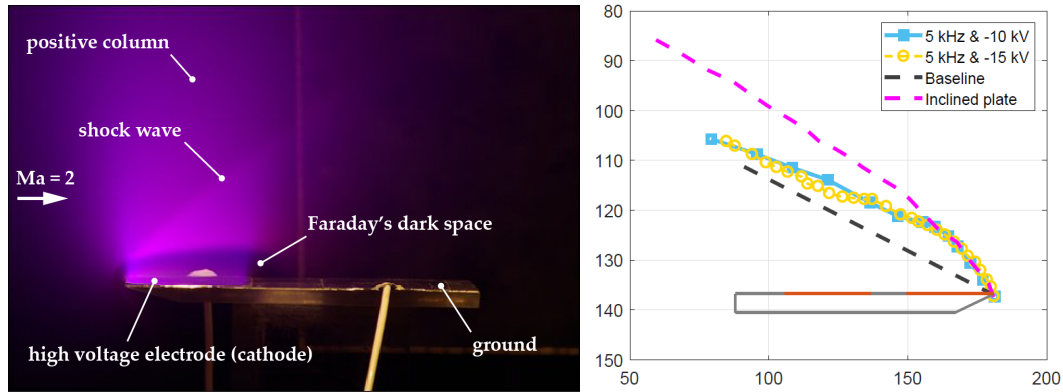 positive column
shock wave
Ma = 2
Faraday's dark space
high voltage electrode (cathode)
ground
80
90
100
110
120
130
140
150
50
100
150
200
5 kHz & -10 kV
5 kHz & -15 kV
Baseline
Inclined plate